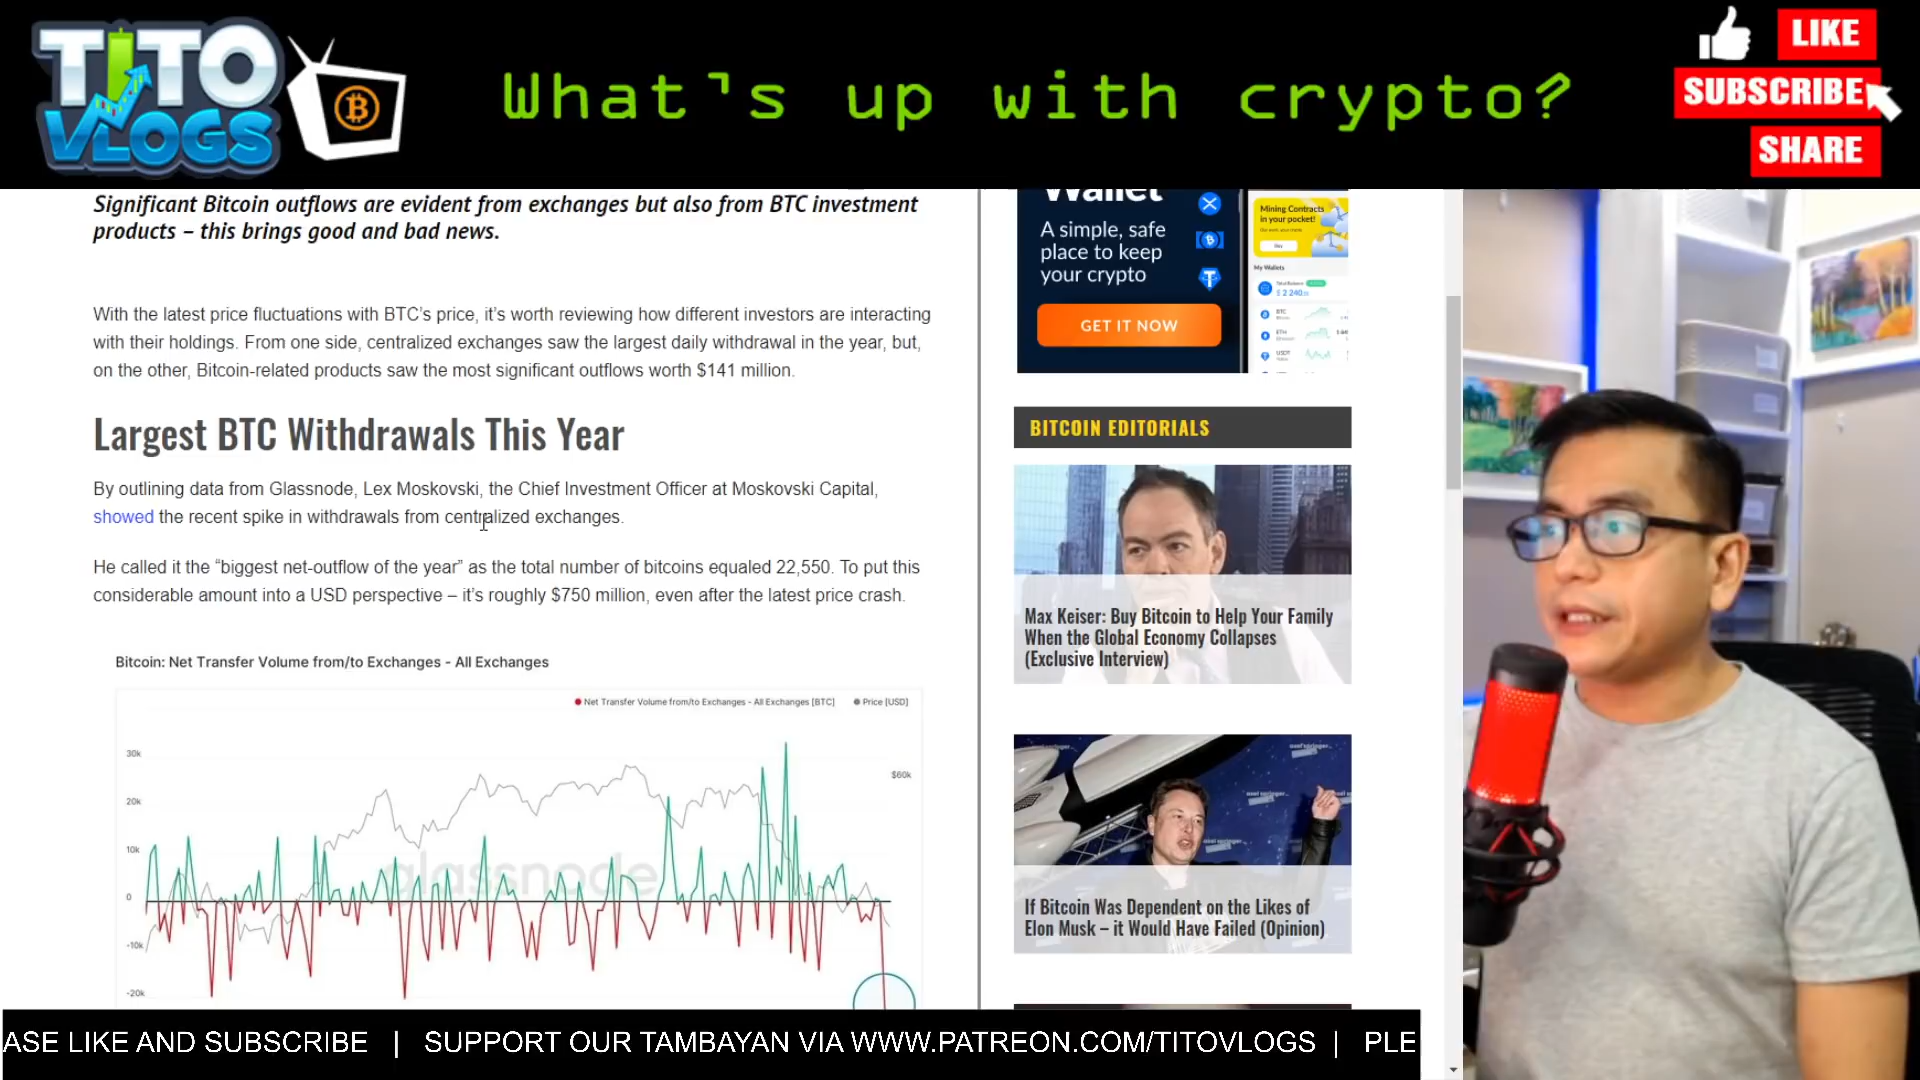 TITO
VLOGS
What's up with crypto?
LIKE
SUBSCRIBE
SHARE
Significant Bitcoin outflows are evident from exchanges but also from BTC investment
products – this brings good and bad news.
With the latest price fluctuations with BTC's price, it's worth reviewing how different investors are interacting
with their holdings. From one side, centralized exchanges saw the largest daily withdrawal in the year, but,
on the other, Bitcoin-related products saw the most significant outflows worth $141 million.
Largest BTC Withdrawals This Year
By outlining data from Glassnode, Lex Moskovski, the Chief Investment Officer at Moskovski Capital,
showed the recent spike in withdrawals from centralized exchanges.
He called it the “biggest net-outflow of the year” as the total number of bitcoins equaled 22,550. To put this
considerable amount into a USD perspective – it's roughly $750 million, even after the latest price crash.
Bitcoin: Net Transfer Volume from/to Exchanges - All Exchanges
Net Transfer Volume from/to Exchanges - All Exchanges [BTC]
Price [USD]
30k
$60k
20k
10k
glassnode
0
-10k
-20k
Wallet
A simple, safe
place to keep
your crypto
GET IT NOW
Mining Contracts
in your pocket!
Buy
My Wallets
Total Balance
$ 2 240
BTC
ETH
USDT
BITCOIN EDITORIALS
Max Keiser: Buy Bitcoin to Help Your Family
When the Global Economy Collapses
(Exclusive Interview)
axel springer
If Bitcoin Was Dependent on the Likes of
Elon Musk – it Would Have Failed (Opinion)
ASE LIKE AND SUBSCRIBE | SUPPORT OUR TAMBAYAN VIA WWW.PATREON.COM/TITOVLOGS | PLE